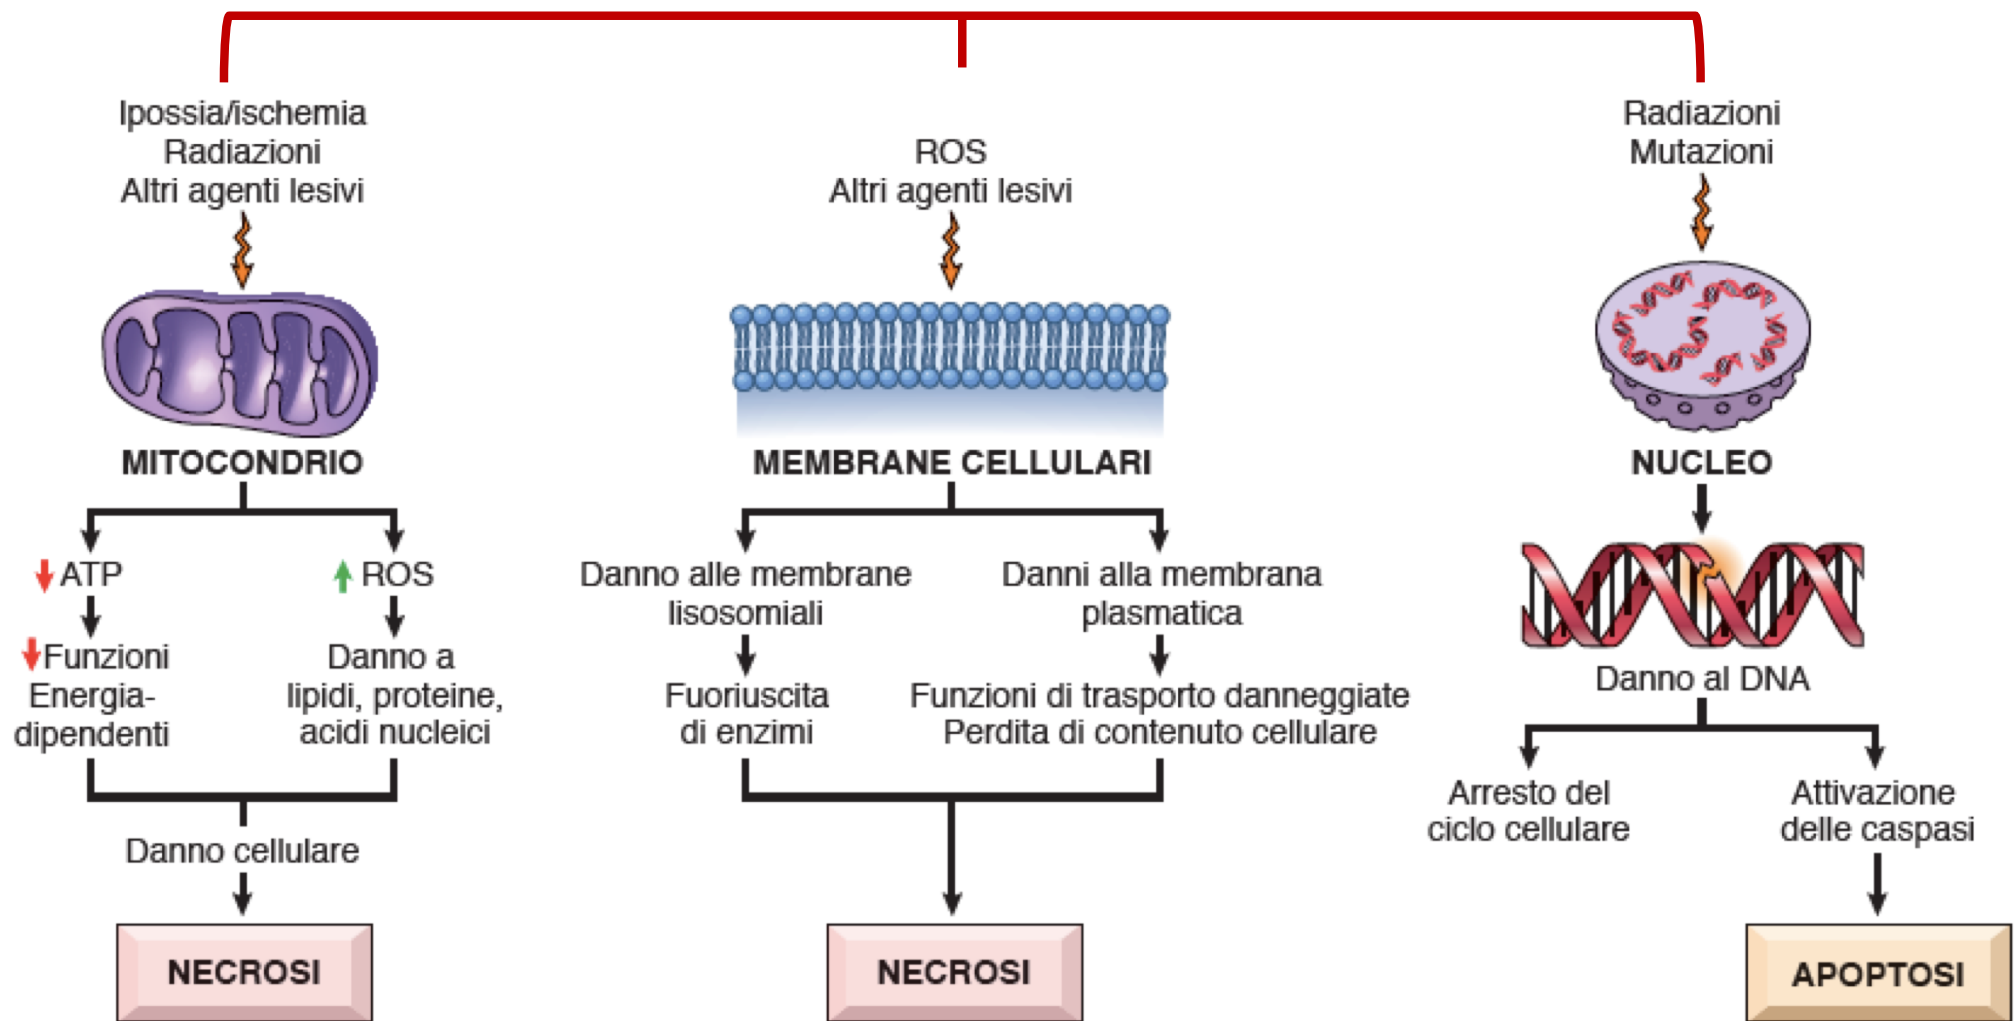 Ipossia/ischemia
Radiazioni
Altri agenti lesivi
MITOCONDRIO
ATP
Funzioni
Energia-
dipendenti
ROS
Danno a
lipidi, proteine,
acidi nucleici
Danno cellulare
NECROSI
ROS
Altri agenti lesivi
MEMBRANE CELLULARI
Danno alle membrane
lisosomiali
Fuoriuscita
di enzimi
Danni alla membrana
plasmatica
Funzioni di trasporto danneggiate
Perdita di contenuto cellulare
NECROSI
Radiazioni
Mutazioni
NUCLEO
Danno al DNA
Arresto del
ciclo cellulare
Attivazione
delle caspasi
APOPTOSI